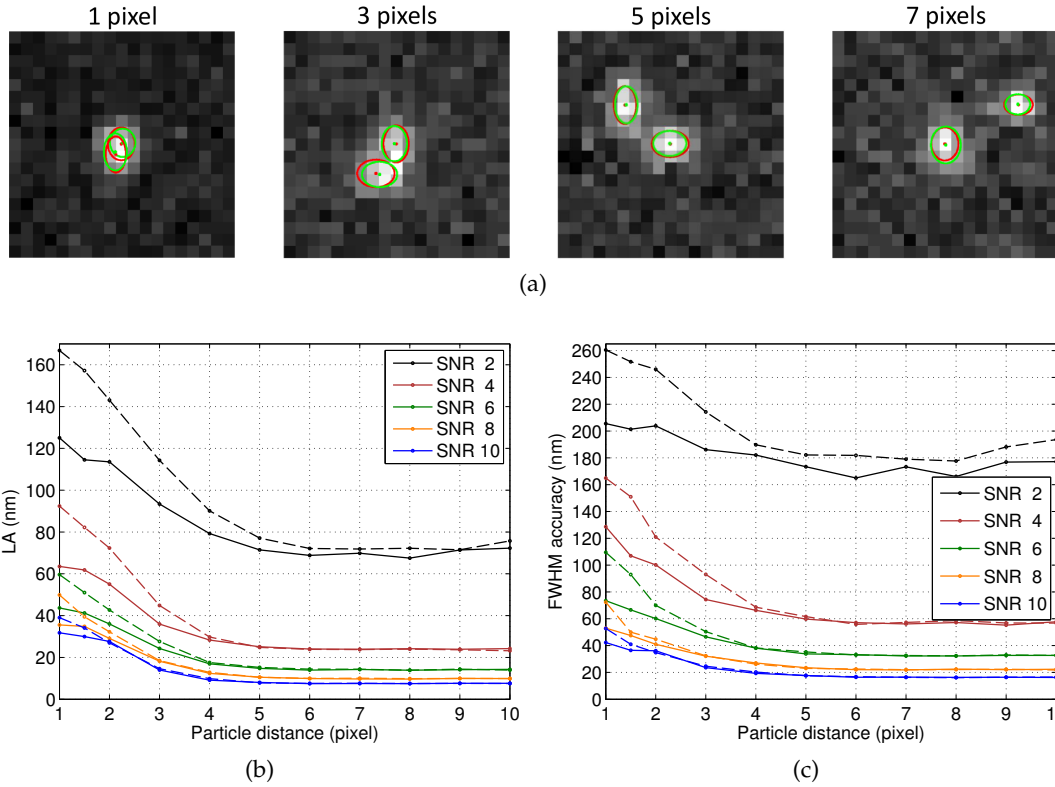 1 pixel
3 pixels
5 pixels
7 pixels
(a)
160
140
120
100
80
60
40
20
0
LA (nm)
SNR 2
SNR 4
SNR 6
SNR 8
SNR 10
1 2 3 4 5 6 7 8 9 10
Particle distance (pixel)
(b)
260
240
220
200
180
160
140
120
100
80
60
40
20
0
FWHM accuracy (nm)
SNR 2
SNR 4
SNR 6
SNR 8
SNR 10
1 2 3 4 5 6 7 8 9 1
Particle distance (pixel)
(c)